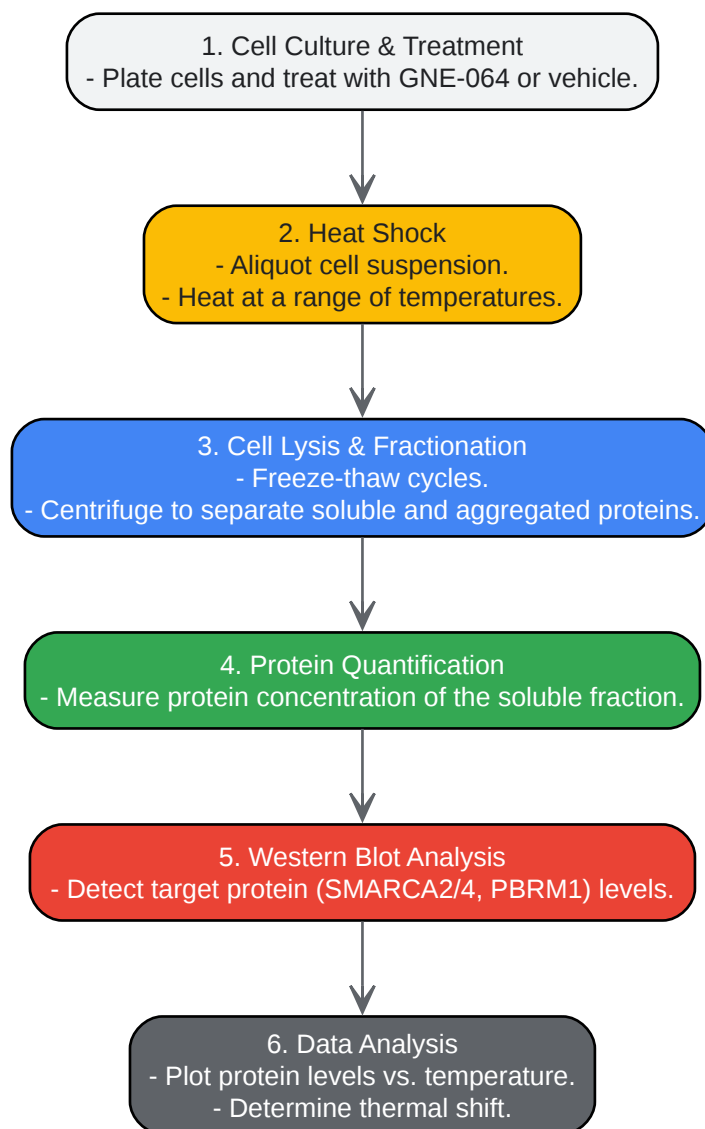 1. Cell Culture & Treatment
- Plate cells and treat with GNE-064 or vehicle.
2. Heat Shock
- Aliquot cell suspension.
- Heat at a range of temperatures.
3. Cell Lysis & Fractionation
- Freeze-thaw cycles.
- Centrifuge to separate soluble and aggregated proteins.
4. Protein Quantification
- Measure protein concentration of the soluble fraction.
5. Western Blot Analysis
- Detect target protein (SMARCA2/4, PBRM1) levels.
6. Data Analysis
- Plot protein levels vs. temperature.
- Determine thermal shift.